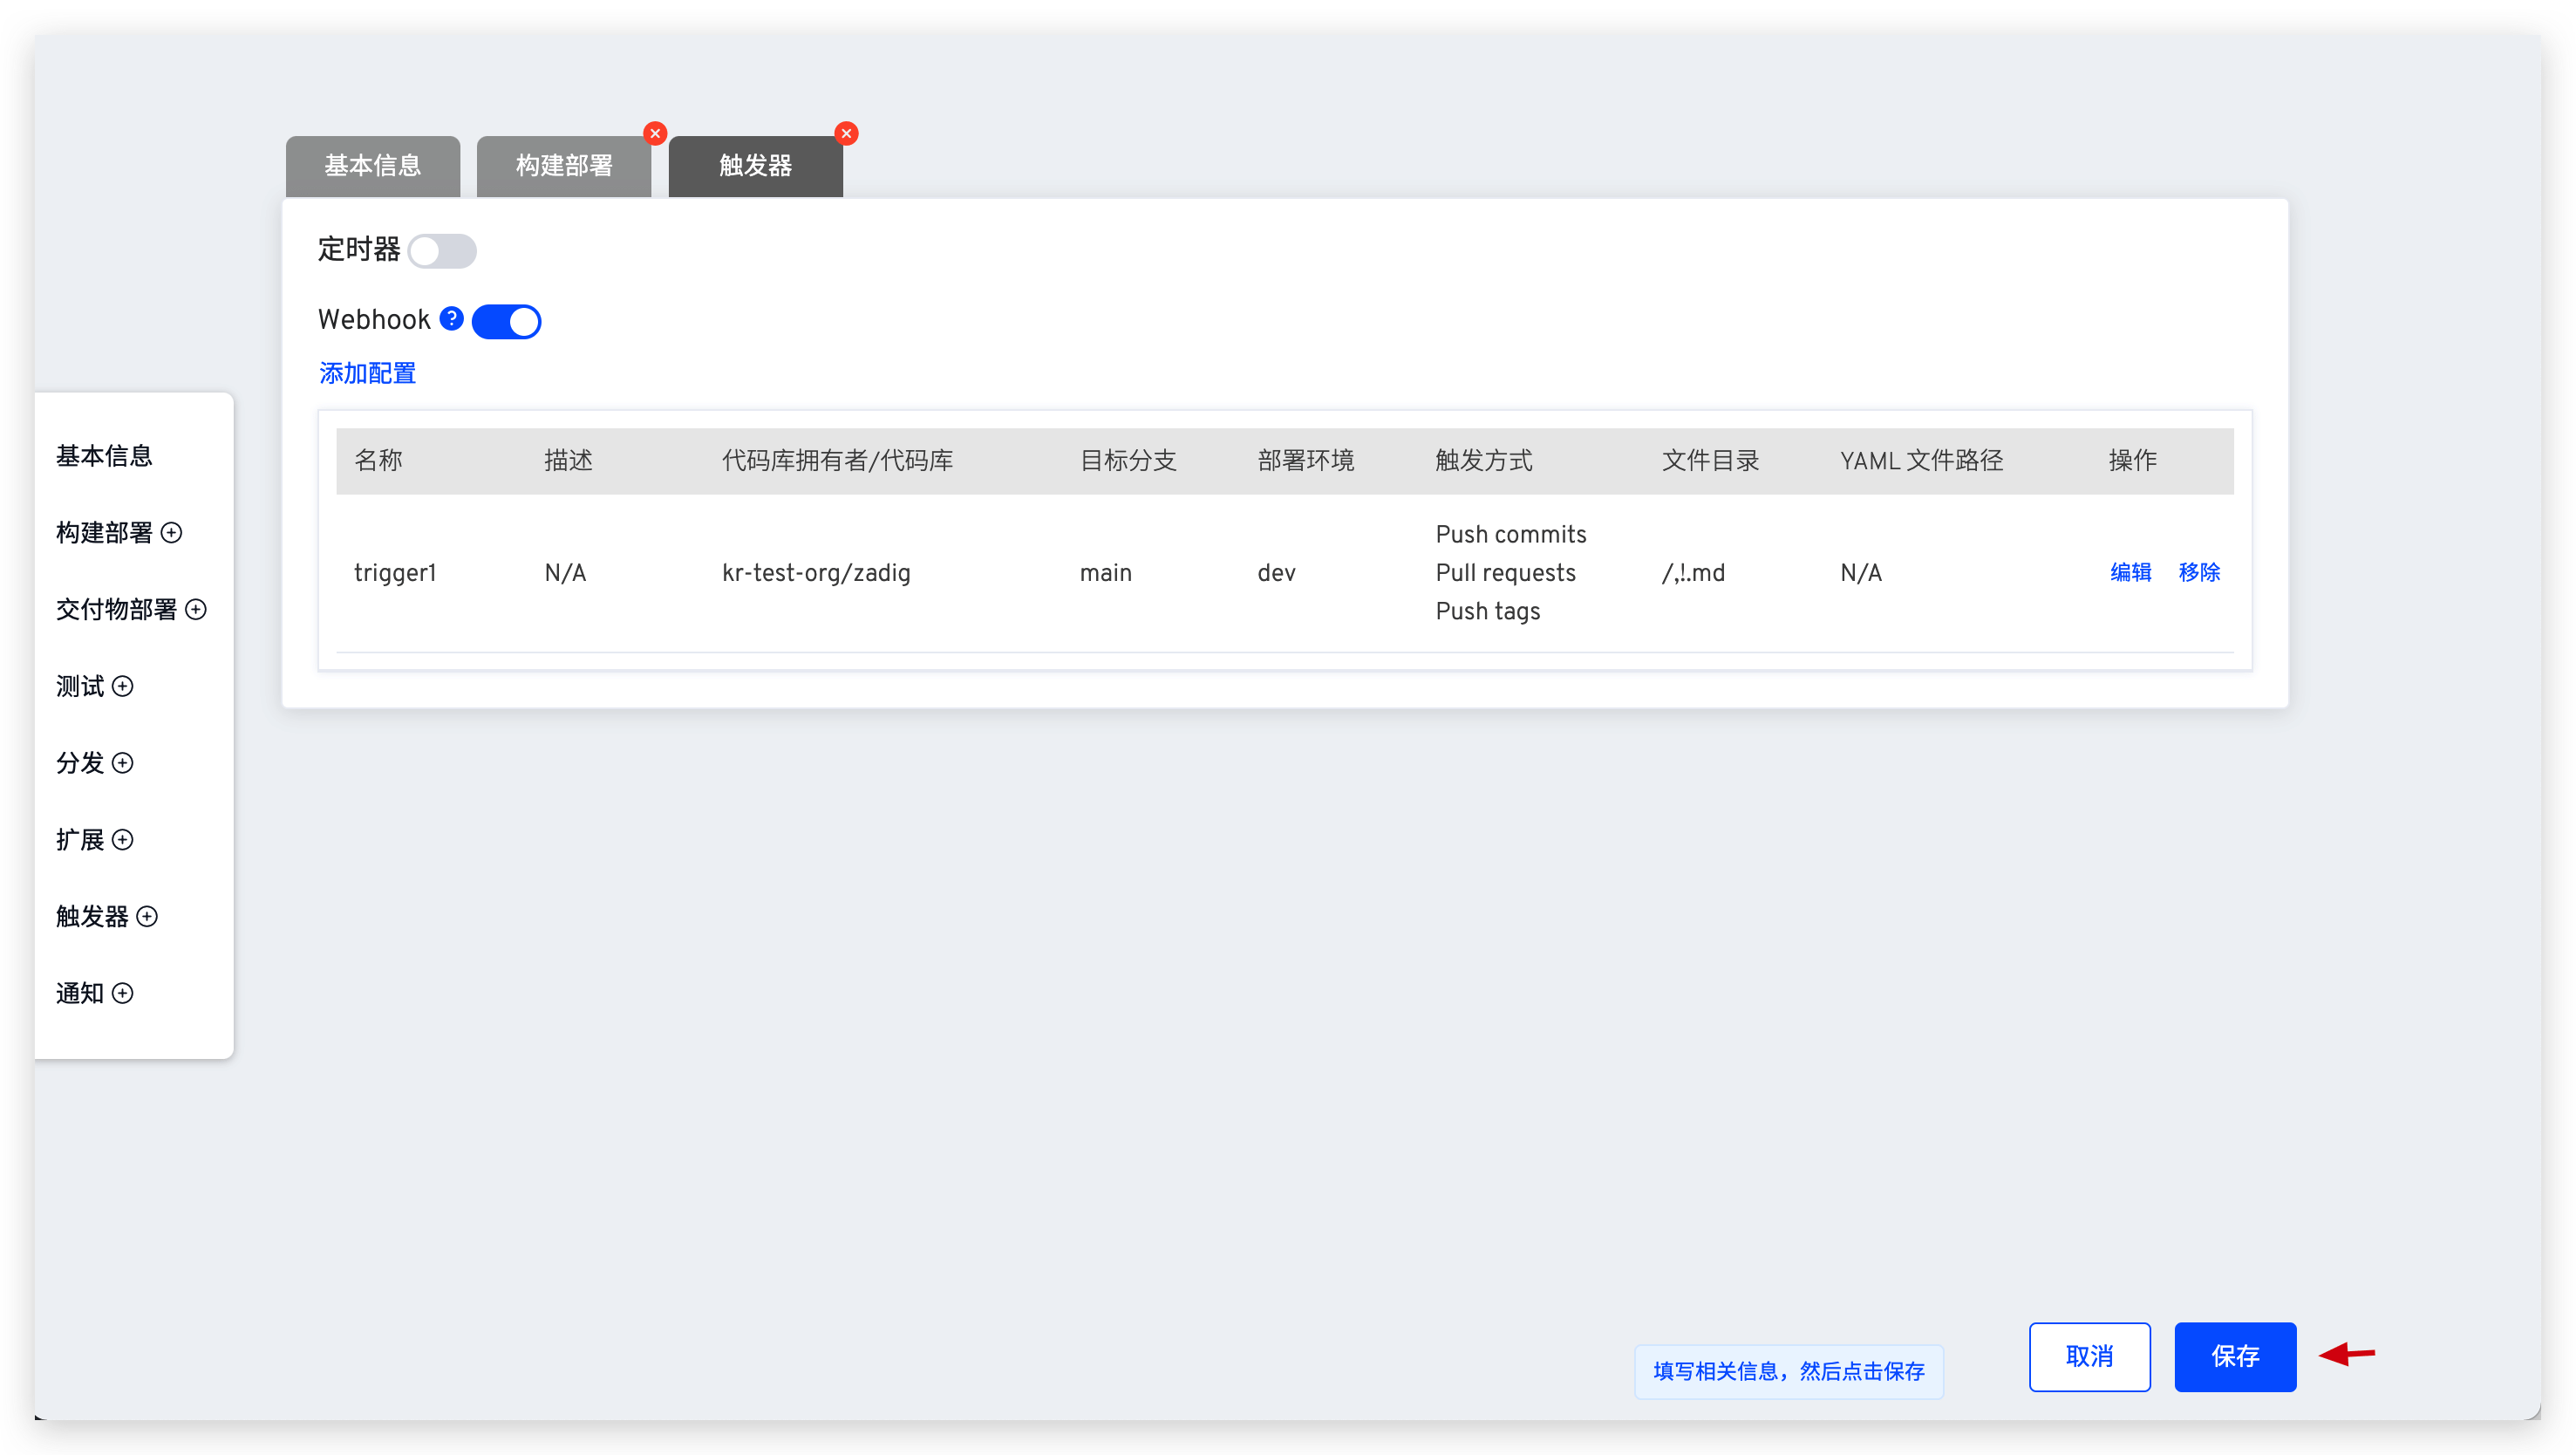 基本信息 构建部署 触发器
定时器
Webhook ?
添加配置
名称 描述 代码库拥有者/代码库 目标分支 部署环境 触发方式 文件目录 YAML 文件路径 操作
trigger1 N/A kr-test-org/zadig main dev Push commits Pull requests Push tags /,!.md N/A 编辑 移除
基本信息
构建部署
交付物部署
测试
分发
扩展
触发器
通知
填写相关信息，然后点击保存 取消 保存